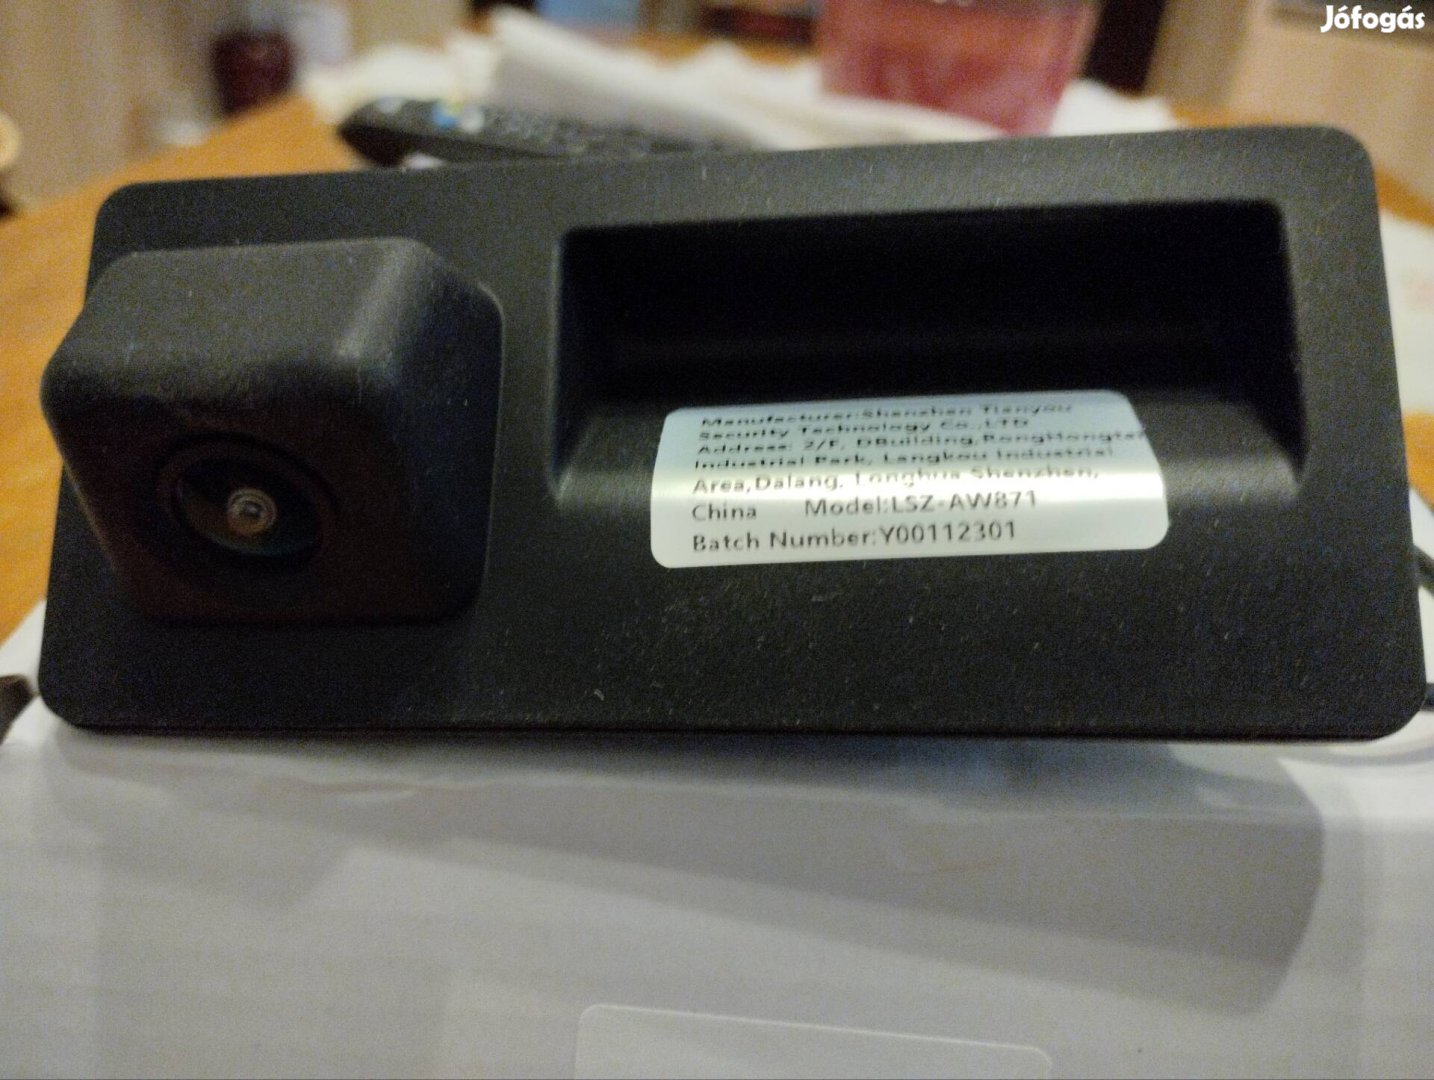 Jófogás
Manufacturer:Shenzhen Tianyou
Security Technology Co.,LTD
Address: 2/F, DBuilding,RongHongtai
Industrial Park, Langkou Industrial
Area,Dalang, Longhua Shenzhen,
China Model:LSZ-AW871
Batch Number:Y00112301